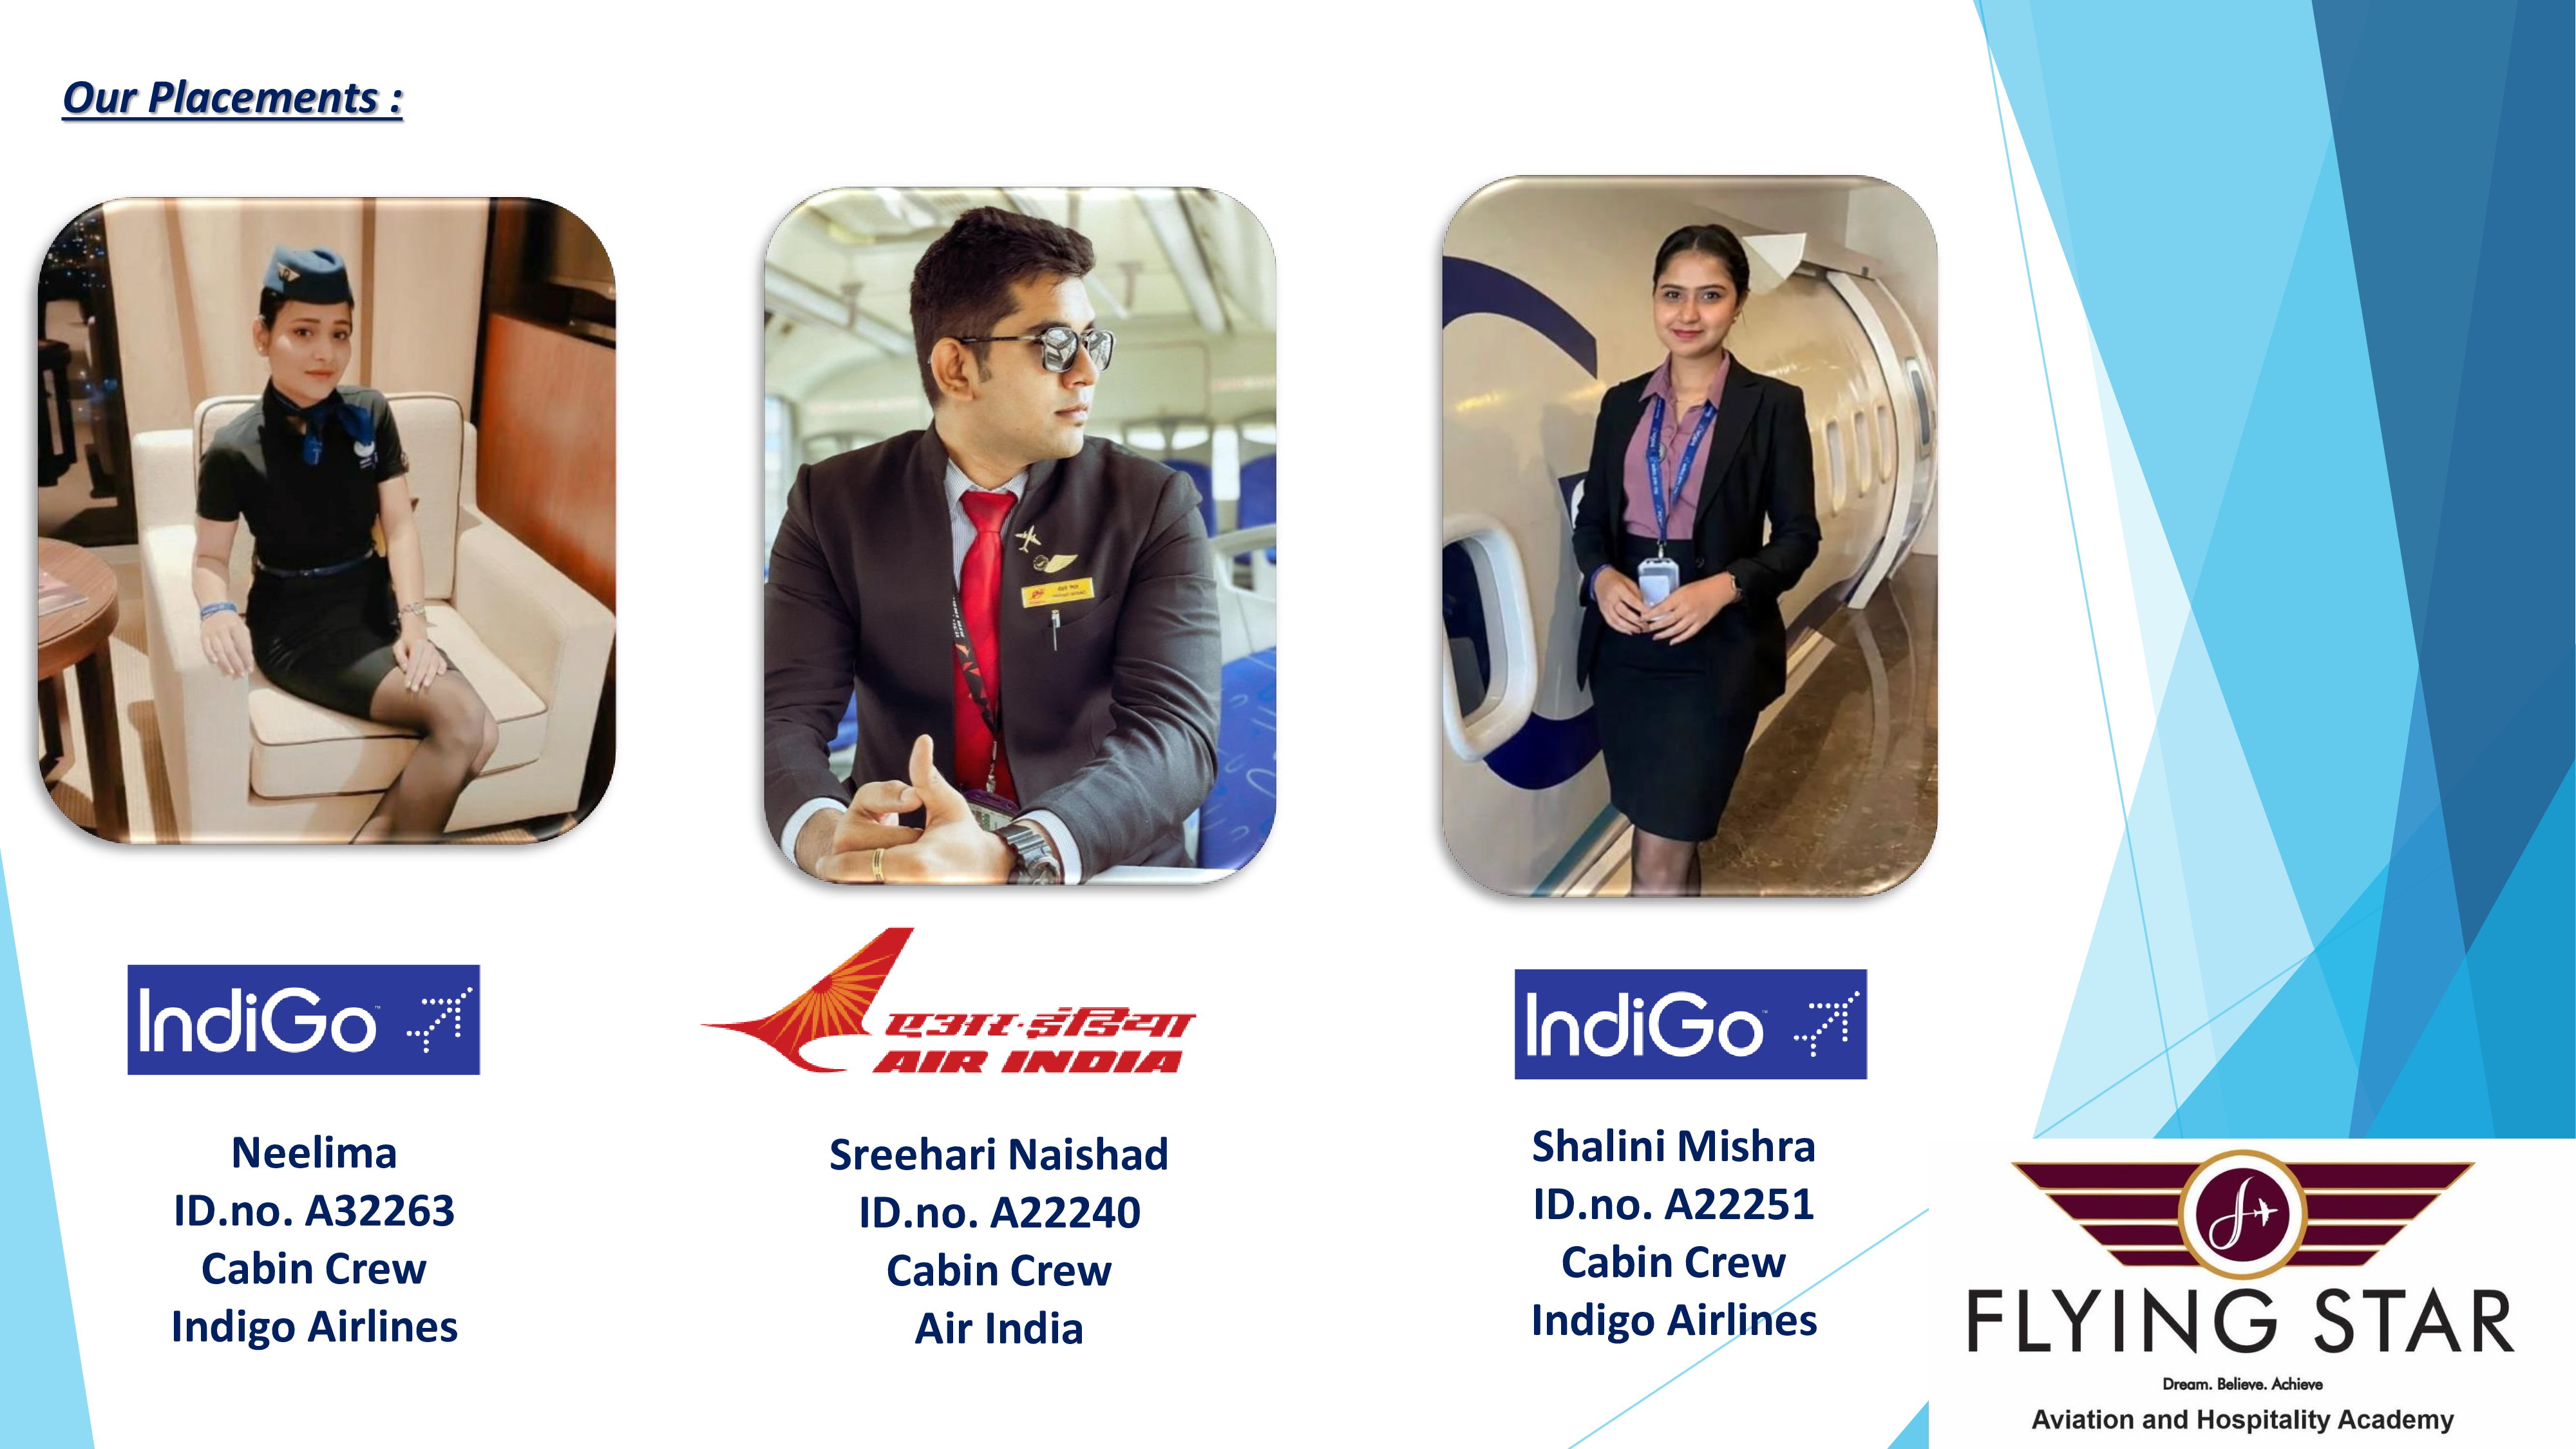 Our Placements :
IndiGo
Neelima
ID.no. A32263
Cabin Crew
Indigo Airlines
एअर-इंडिया
AIR INDIA
Sreehari Naishad
ID.no. A22240
Cabin Crew
Air India
IndiGo
Shalini Mishra
ID.no. A22251
Cabin Crew
Indigo Airlines
FLYING STAR
Dream. Believe. Achieve
Aviation and Hospitality Academy